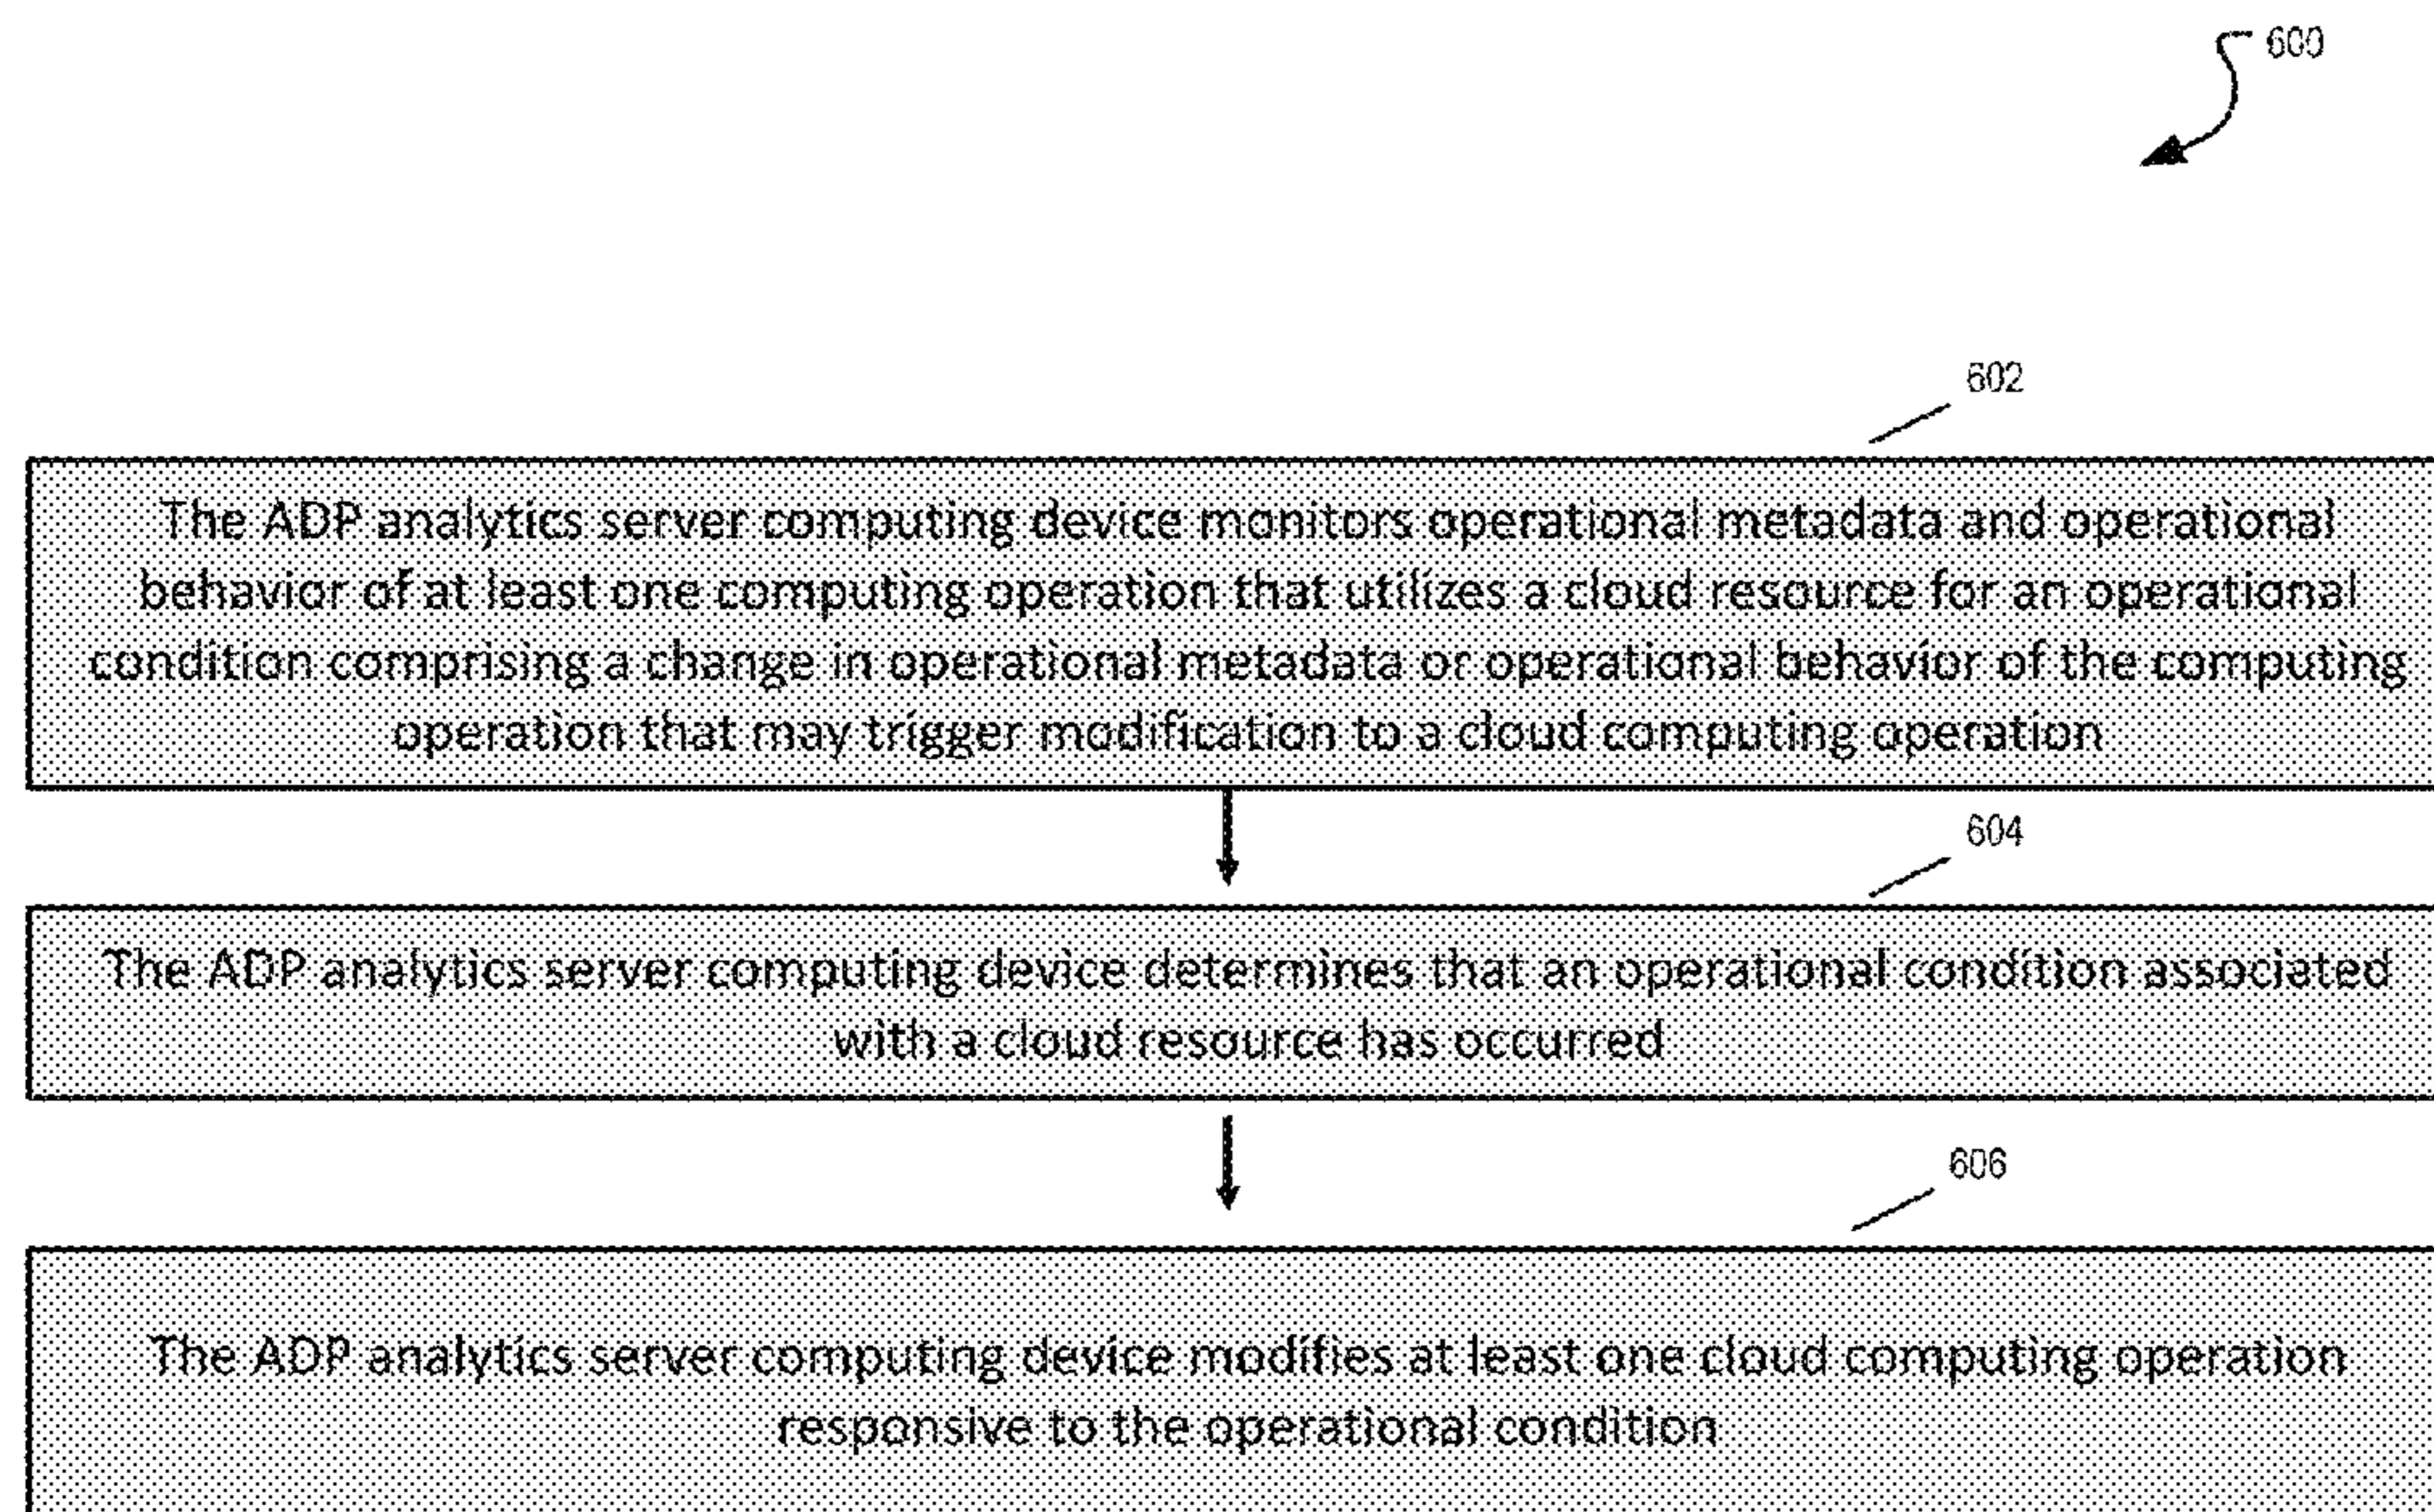 600
602
The ADP analytics server computing device monitors operational metadata and operational
behavior of at least one computing operation that utilizes a cloud resource for an operational
condition comprising a change in operational metadata or operational behavior of the computing
operation that may trigger modification to a cloud computing operation
604
The ADP analytics server computing device determines that an operational condition associated
with a cloud resource has occurred
606
The ADP analytics server computing device modifies at least one cloud computing operation
responsive to the operational condition